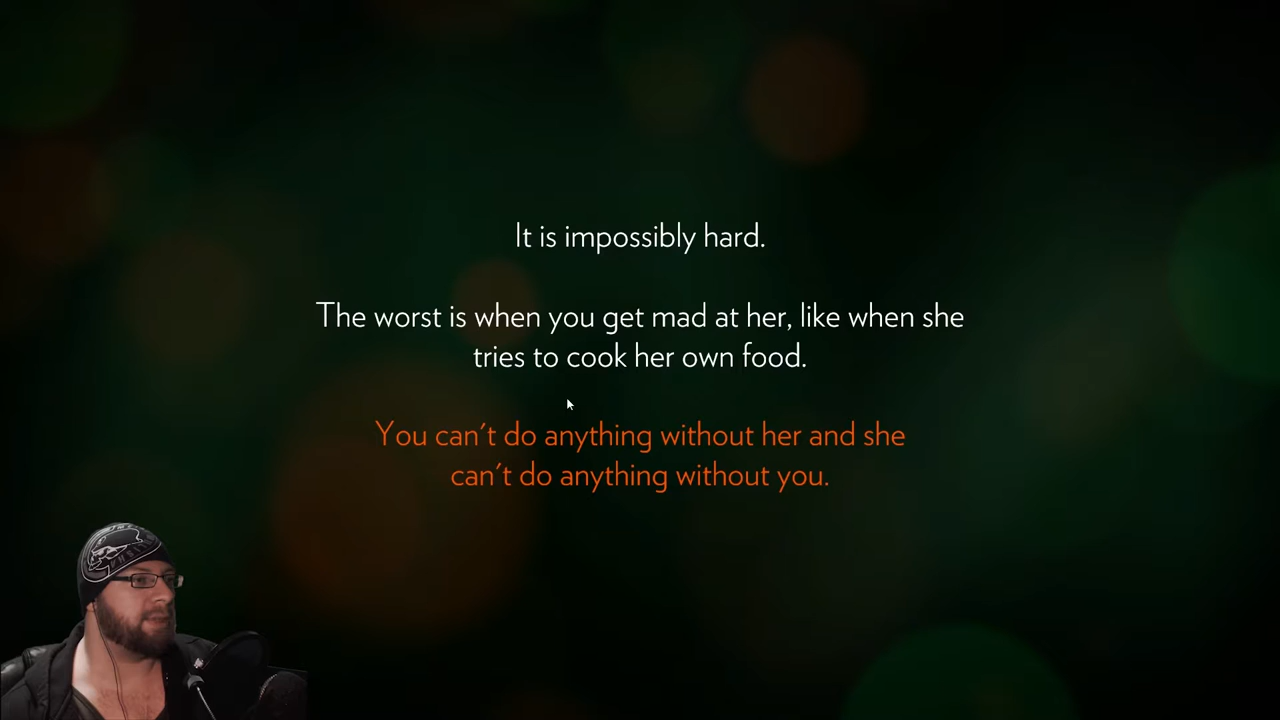 It is impossibly hard.
The worst is when you get mad at her, like when she
tries to cook her own food.
You can't do anything without her and she
can't do anything without you.